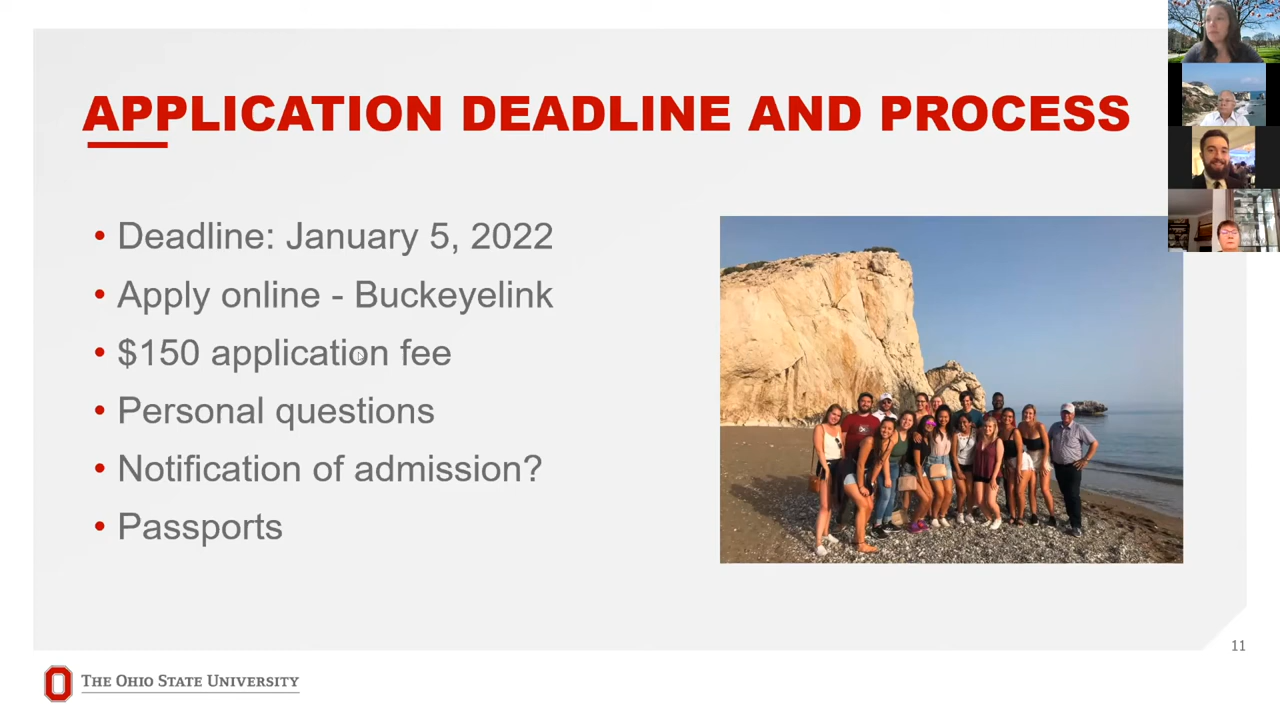 APPLICATION DEADLINE AND PROCESS
• Deadline: January 5, 2022
• Apply online - Buckeyelink
• $150 application fee
• Personal questions
• Notification of admission?
• Passports
11
THE OHIO STATE UNIVERSITY